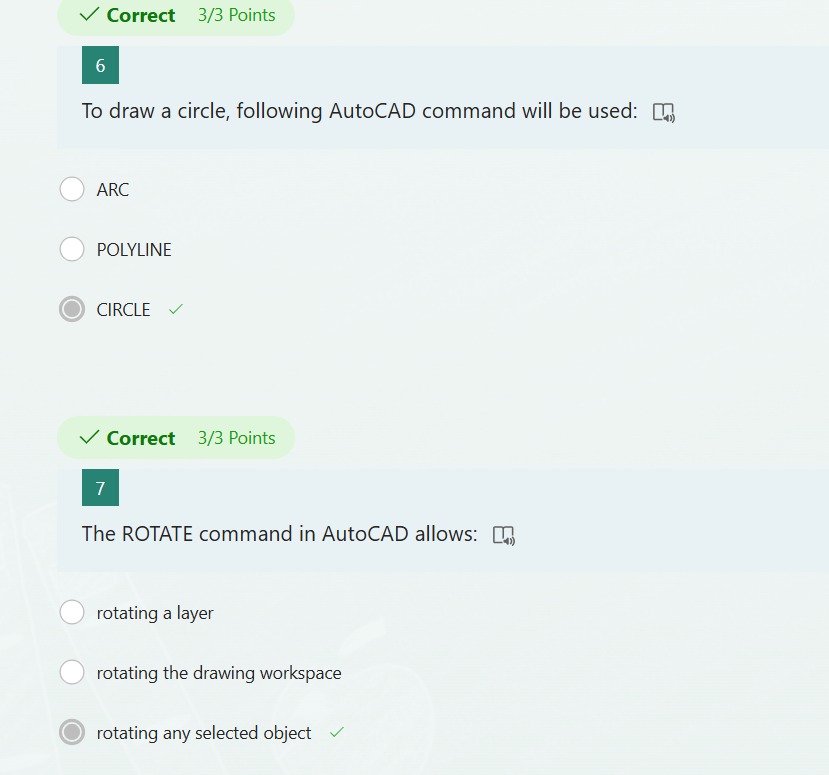 Correct 3/3 Points
6
To draw a circle, following AutoCAD command will be used:
ARC
POLYLINE
CIRCLE
Correct 3/3 Points
7
The ROTATE command in AutoCAD allows:
rotating a layer
rotating the drawing workspace
rotating any selected object